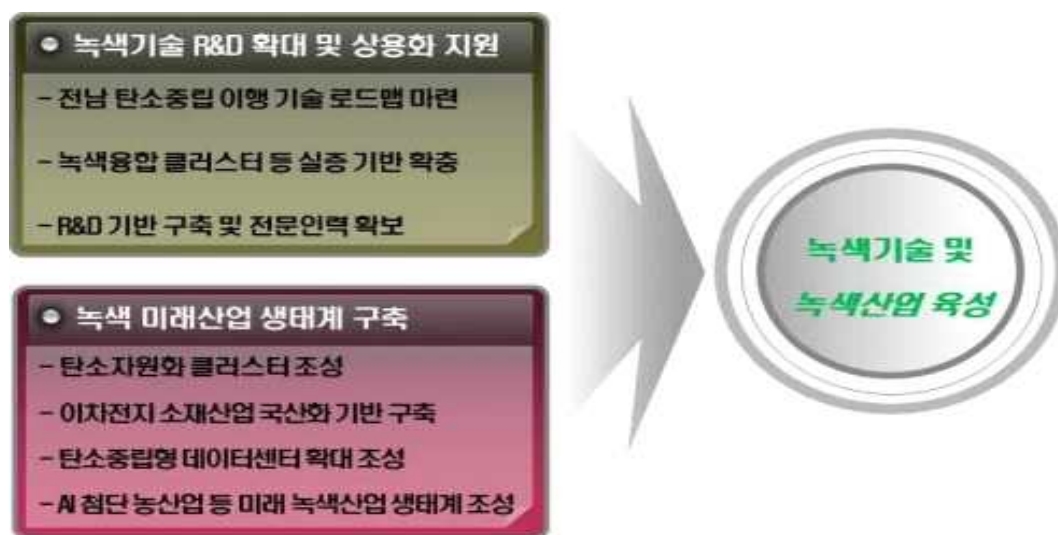 녹색기술 R&D 확대 및 상용화 지원
- 전남 탄소중립 이행 기술 로드맵 마련
- 녹색융합 클러스터 등 실증 기반 확충
- R&D 기반 구축 및 전문인력 확보
녹색 미래산업 생태계 구축
- 탄소자원화 클러스터 조성
- 이차전지 소재산업 국산화 기반 구축
- 탄소중립형 데이터센터 확대 조성
- AI 첨단 농산업 등 미래 녹색산업 생태계 조성
녹색기술 및
녹색산업 육성